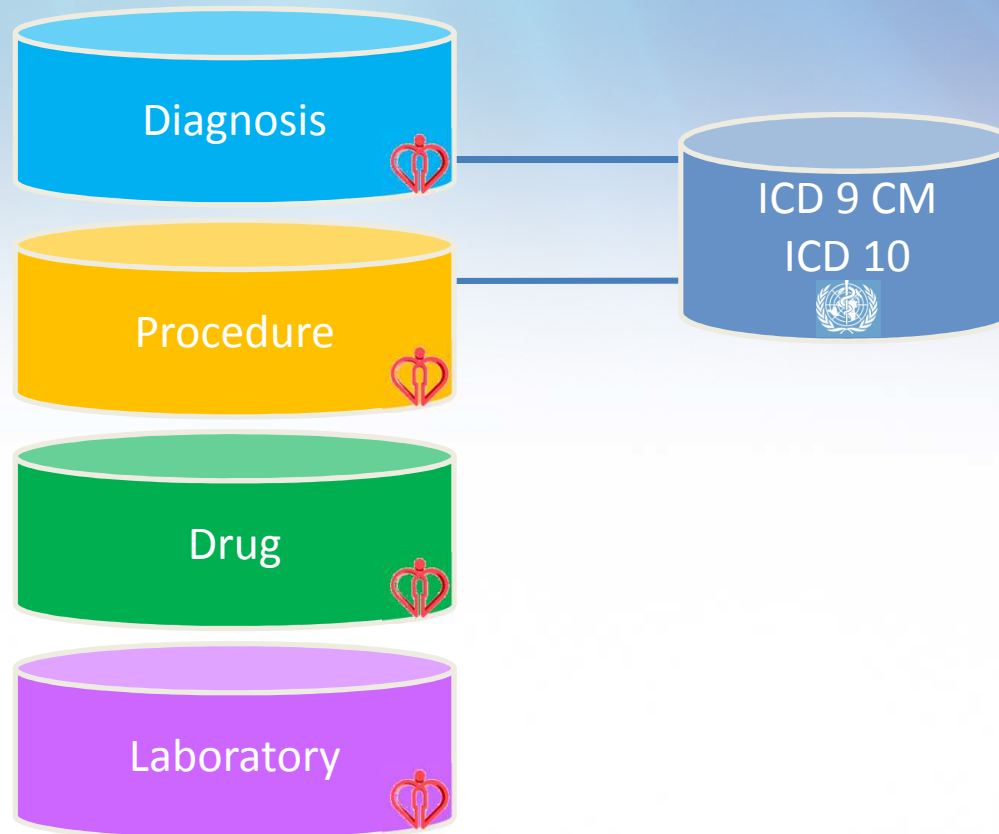 Diagnosis
ICD 9 CM
ICD 10
Procedure
Drug
Laboratory